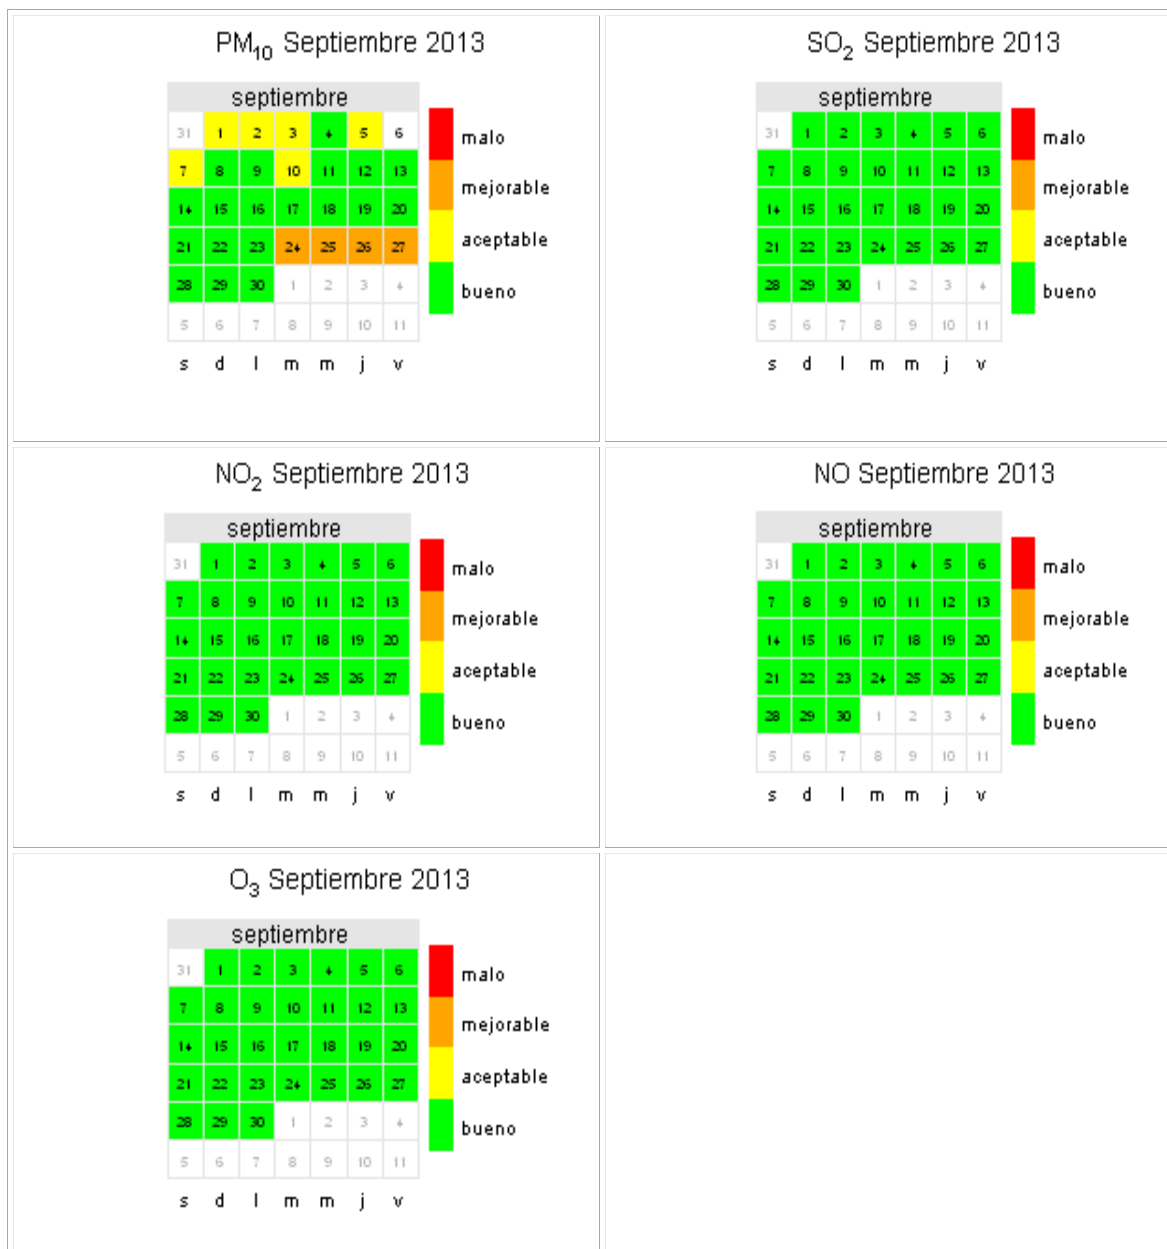 PM10 Septiembre 2013
septiembre
31 1 2 3 4 5 6
7 8 9 10 11 12 13
14 15 16 17 18 19 20
21 22 23 24 25 26 27
28 29 30 1 2 3 4
5 6 7 8 9 10 11
s d l m m j v
malo
mejorable
aceptable
bueno
SO2 Septiembre 2013
septiembre
31 1 2 3 4 5 6
7 8 9 10 11 12 13
14 15 16 17 18 19 20
21 22 23 24 25 26 27
28 29 30 1 2 3 4
5 6 7 8 9 10 11
s d l m m j v
malo
mejorable
aceptable
bueno
NO2 Septiembre 2013
septiembre
31 1 2 3 4 5 6
7 8 9 10 11 12 13
14 15 16 17 18 19 20
21 22 23 24 25 26 27
28 29 30 1 2 3 4
5 6 7 8 9 10 11
s d l m m j v
malo
mejorable
aceptable
bueno
NO Septiembre 2013
septiembre
31 1 2 3 4 5 6
7 8 9 10 11 12 13
14 15 16 17 18 19 20
21 22 23 24 25 26 27
28 29 30 1 2 3 4
5 6 7 8 9 10 11
s d l m m j v
malo
mejorable
aceptable
bueno
O3 Septiembre 2013
septiembre
31 1 2 3 4 5 6
7 8 9 10 11 12 13
14 15 16 17 18 19 20
21 22 23 24 25 26 27
28 29 30 1 2 3 4
5 6 7 8 9 10 11
s d l m m j v
malo
mejorable
aceptable
bueno